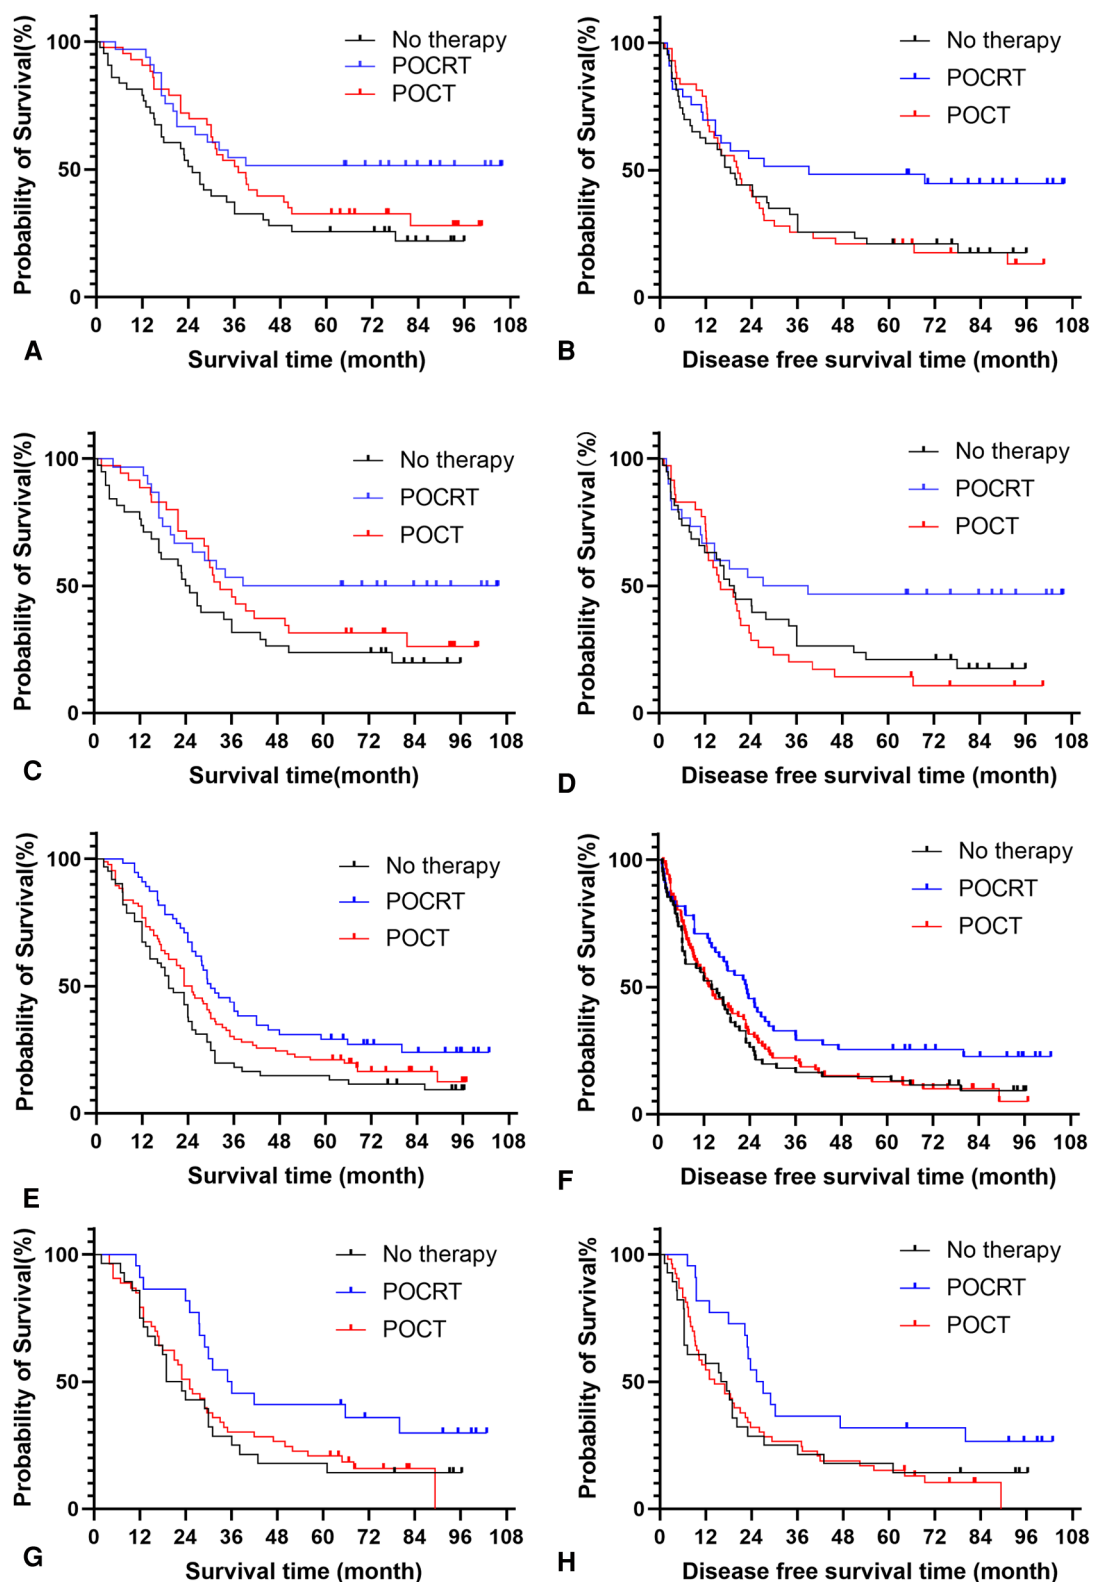 Probability of Survival(%)
100
50
0
No therapy
POCRT
POCT
0 12 24 36 48 60 72 84 96 108
Survival time (month)
A
Probability of Survival(%)
100
50
0
No therapy
POCRT
POCT
0 12 24 36 48 60 72 84 96 108
Disease free survival time (month)
B
Probability of Survival(%)
100
50
0
No therapy
POCRT
POCT
0 12 24 36 48 60 72 84 96 108
Survival time(month)
C
Probability of Survival (%)
100
50
0
No therapy
POCRT
POCT
0 12 24 36 48 60 72 84 96 108
Disease free survival time (month)
D
Probability of Survival(%)
100
50
0
No therapy
POCRT
POCT
0 12 24 36 48 60 72 84 96 108
Survival time (month)
E
Probability of Survival(%)
100
50
0
No therapy
POCRT
POCT
0 12 24 36 48 60 72 84 96 108
Disease free survival time (month)
F
Probability of Survival(%)
100
50
0
No therapy
POCRT
POCT
0 12 24 36 48 60 72 84 96 108
Survival time (month)
G
Probability of Survival%
100
50
0
No therapy
POCRT
POCT
0 12 24 36 48 60 72 84 96 108
Disease free survival time (month)
H